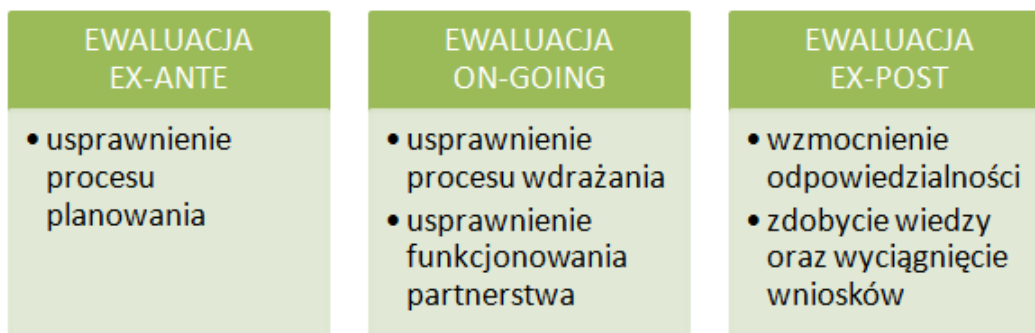 EWALUACJA
EX-ANTE
• usprawnienie
procesu
planowania
EWALUACJA
ON-GOING
• usprawnienie
procesu wdrażania
• usprawnienie
funkcjonowania
partnerstwa
EWALUACJA
EX-POST
• wzmocnienie
odpowiedzialności
• zdobycie wiedzy
oraz wyciągnięcie
wniosków